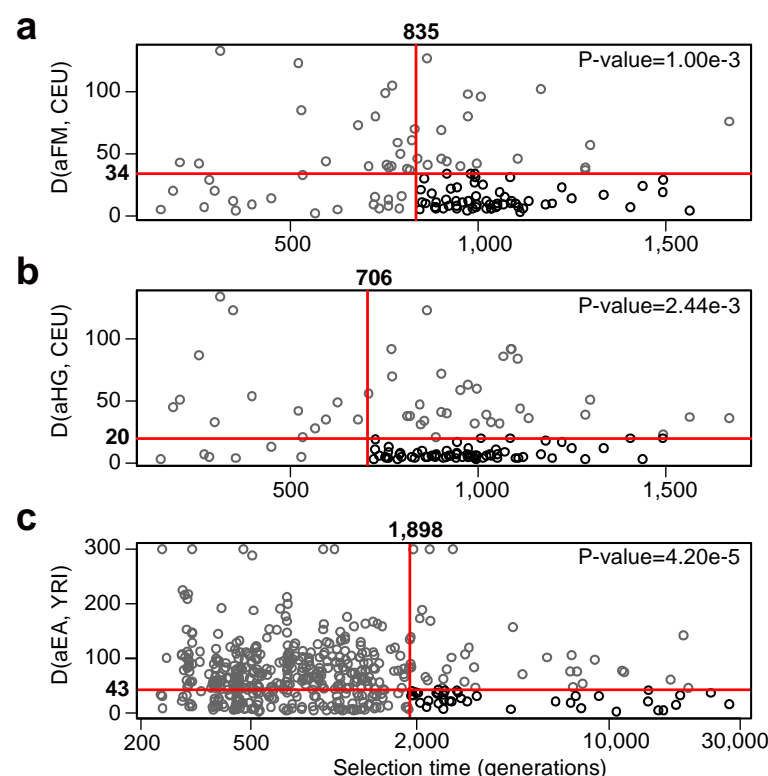 a
835
P-value=1.00e-3
D(aFM, CEU)
100
50
34
0
500
1,000
1,500
b
706
P-value=2.44e-3
D(aHG, CEU)
100
50
20
0
500
1,000
1,500
c
1,898
P-value=4.20e-5
D(aEA, YRI)
300
200
100
43
0
200
500
2,000
10,000
30,000
Selection time (generations)